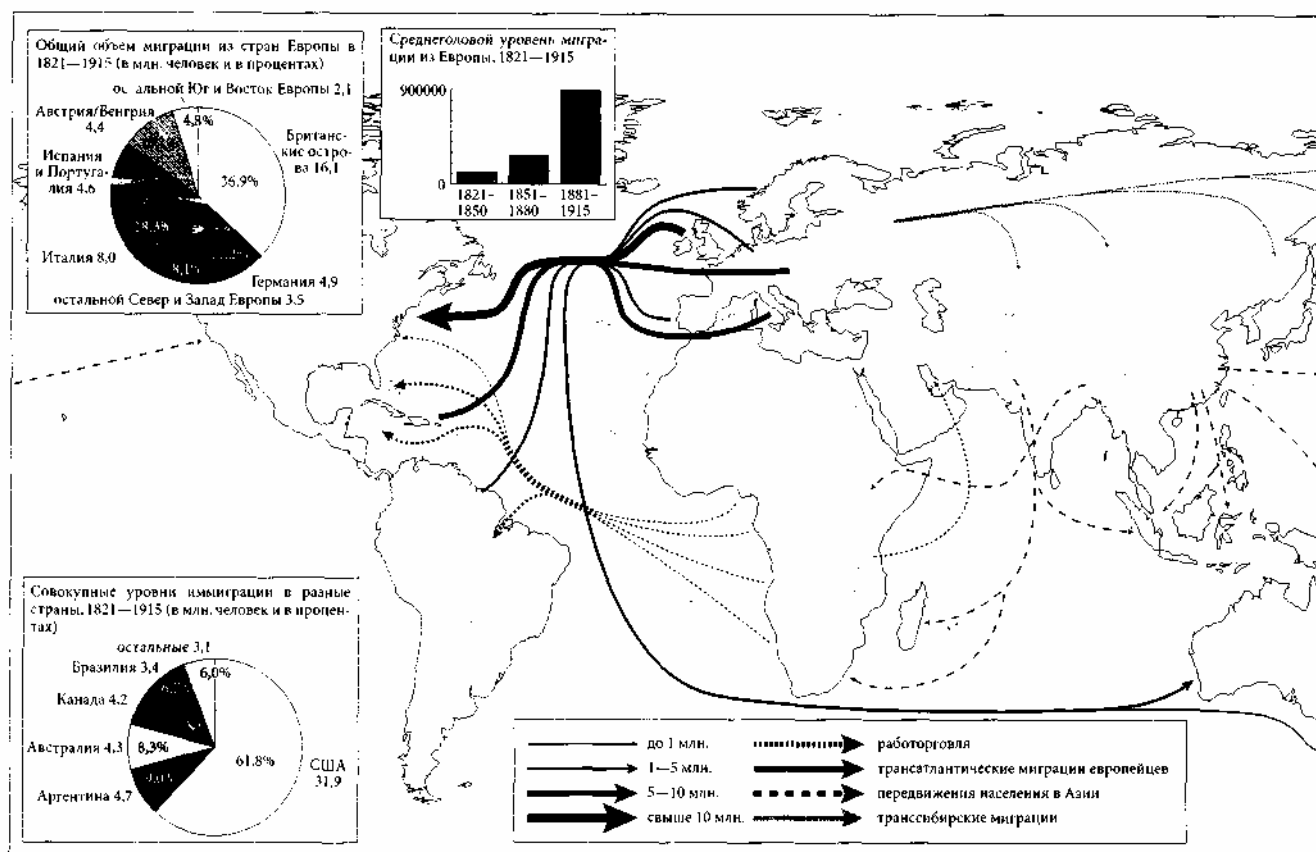 Общий объем миграции из стран Европы в
1821—1915 (в млн. человек и в процентах)
остальной Юг и Восток Европы 2,1
Австрия/Венгрия
4,4
4,8%
Британс-
кие остро-
ва 16,1
Испания
и Португа-
лия 4.6
36.9%
18,3%
Италия 8,0
8,1%
Германия 4,9
остальной Север и Запад Европы 3.5
Среднегодовой уровень мигра-
ции из Европы, 1821—1915
900000
0
1821–
1850
1851–
1880
1881–
1915
Совокупные уровни иммиграции в разные
страны, 1821—1915 (в млн. человек и в процен-
тах)
остальные 3,1
Бразилия 3,4
6,0%
Канада 4.2
Австралия 4,3
8,3%
61.8%
США
31,9
Аргентина 4,7
до 1 млн.
1—5 млн.
5—10 млн.
свыше 10 млн.
работорговля
трансатлантические миграции европейцев
передвижения населения в Азии
транссибирские миграции